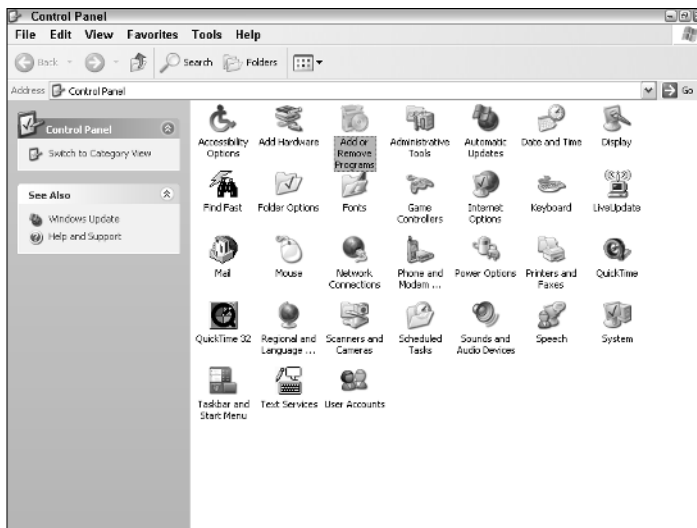 Control Panel
File Edit View Favorites Tools Help
Back
Search
Folders
Address
Control Panel
Go
Control Panel
Switch to Category View
See Also
Windows Update
Help and Support
Accessibility
Options
Add Hardware
Add or
Remove
Programs
Administrative
Tools
Automatic
Updates
Date and Time
Display
Find Fast
Folder Options
Fonts
Game
Controllers
Internet
Options
Keyboard
LiveUpdate
Mail
Mouse
Network
Connections
Phone and
Modem ...
Power Options
Printers and
Faxes
QuickTime
QuickTime 32
Regional and
Language ...
Scanners and
Cameras
Scheduled
Tasks
Sounds and
Audio Devices
Speech
System
Taskbar and
Start Menu
Text Services
User Accounts